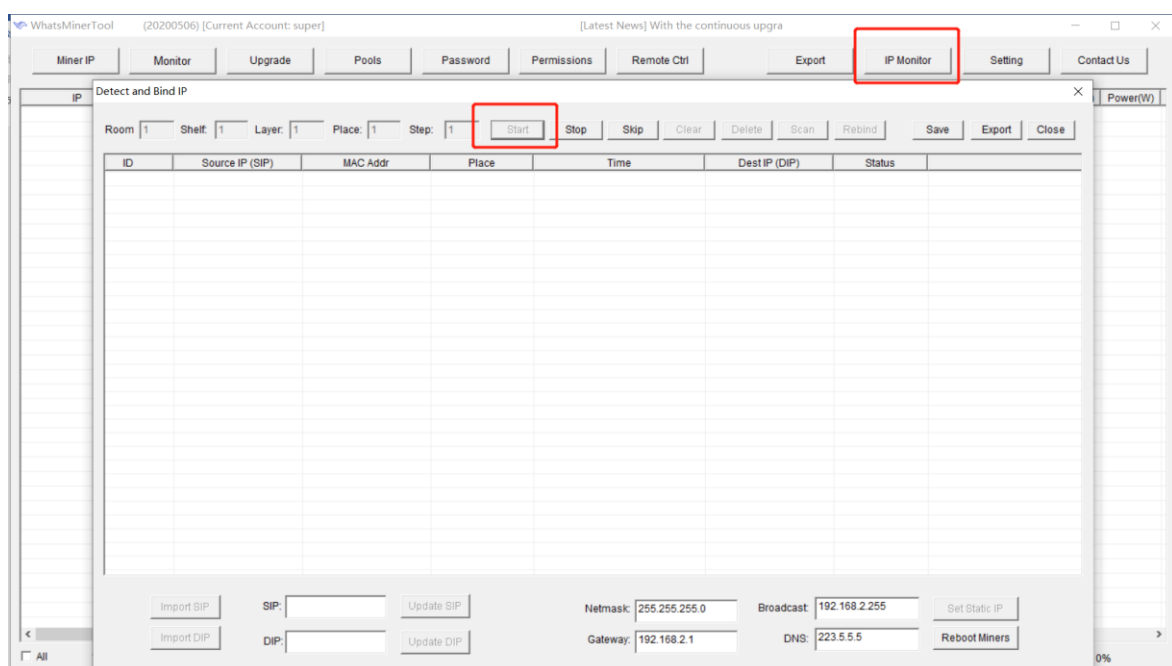 WhatsMinerTool (20200506) [Current Account: super] [Latest News] With the continuous upgra
Miner IP Monitor Upgrade Pools Password Permissions Remote Ctrl Export IP Monitor Setting Contact Us
IP Power(W)
Detect and Bind IP
Room 1 Shelf: 1 Layer: 1 Place: 1 Step: 1 Start Stop Skip Clear Delete Scan Rebind Save Export Close
ID Source IP (SIP) MAC Addr Place Time Dest IP (DIP) Status
Import SIP SIP: Update SIP Netmask: 255.255.255.0 Broadcast: 192.168.2.255 Set Static IP
Import DIP DIP: Update DIP Gateway: 192.168.2.1 DNS: 223.5.5.5 Reboot Miners
All 0%